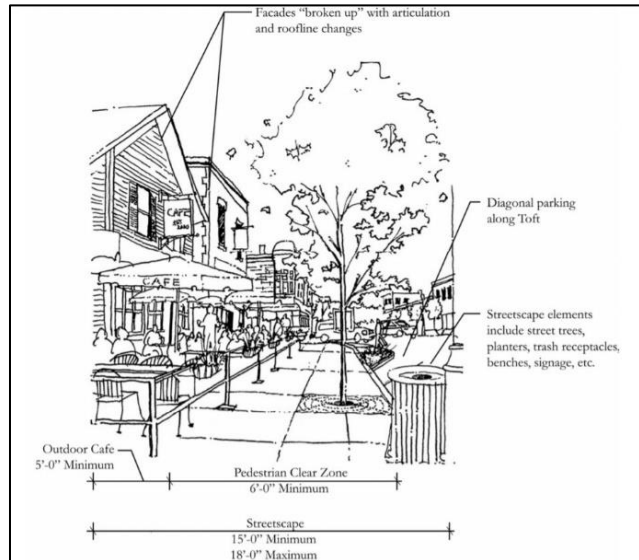 Facades “broken up” with articulation
and roofline changes
CAFE
CAFE
Diagonal parking
along Toft
Streetscape elements
include street trees,
planters, trash receptacles,
benches, signage, etc.
Outdoor Cafe
5'-0" Minimum
Pedestrian Clear Zone
6'-0" Minimum
Streetscape
15'-0" Minimum
18'-0" Maximum